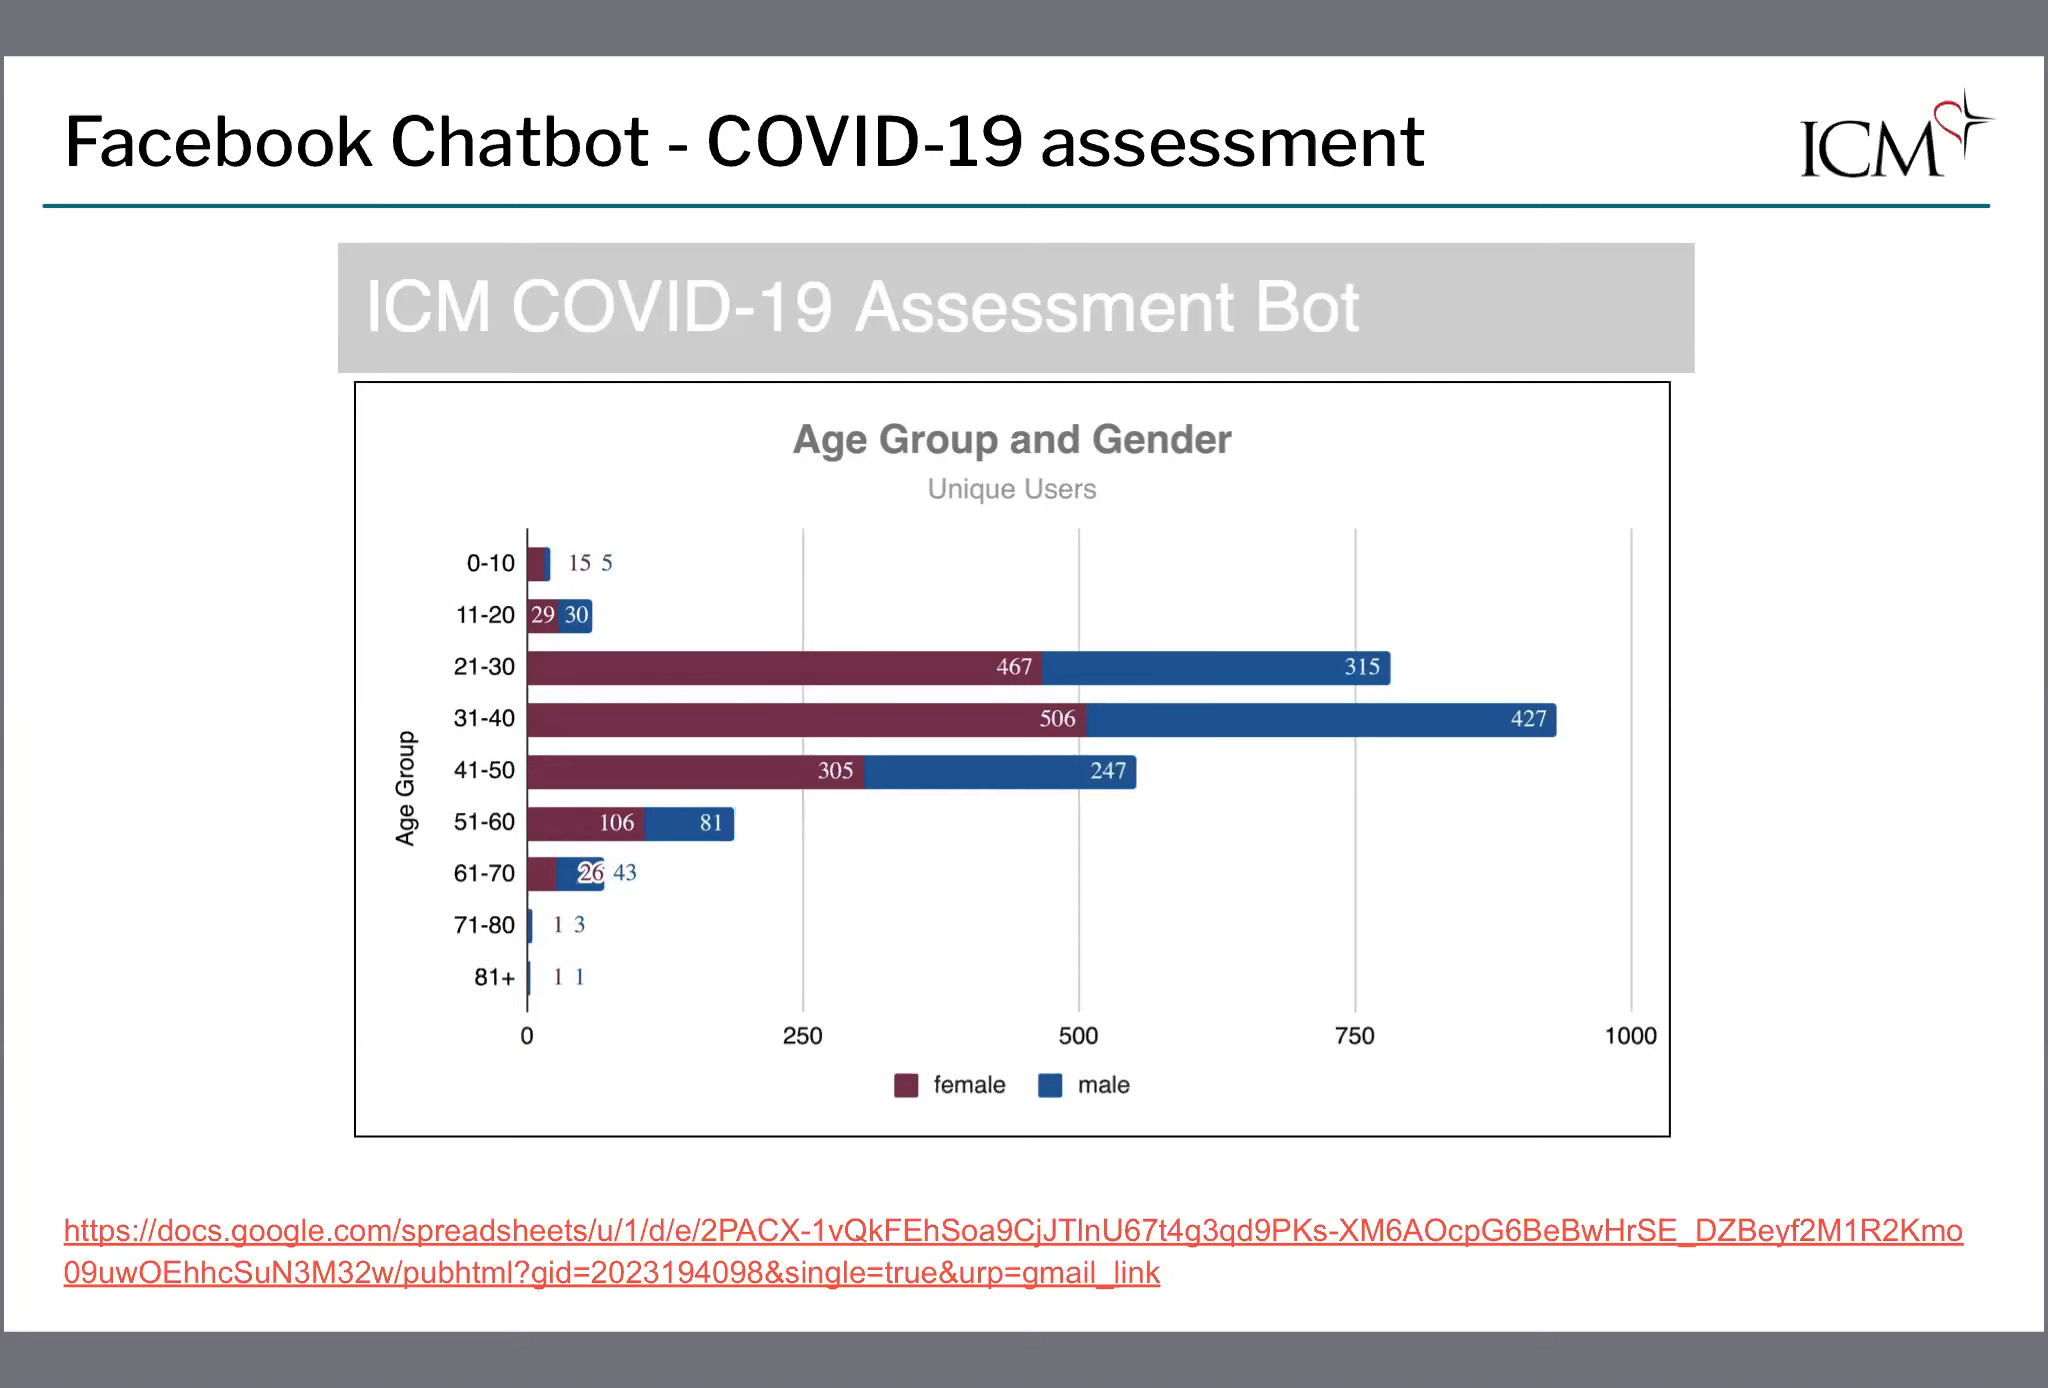 Facebook Chatbot - COVID-19 assessment
ICM
ICM COVID-19 Assessment Bot
Age Group and Gender
Unique Users
Age Group
0-10 15 5
11-20 29 30
21-30 467 315
31-40 506 427
41-50 305 247
51-60 106 81
61-70 26 43
71-80 1 3
81+ 1 1
0 250 500 750 1000
female male
https://docs.google.com/spreadsheets/u/1/d/e/2PACX-1vQkFEhSoa9CjJTlnU67t4g3qd9PKs-XM6AOcpG6BeBwHrSE_DZBeyf2M1R2Kmo
09uwOEhhcSuN3M32w/pubhtml?gid=2023194098&single=true&urp=gmail_link